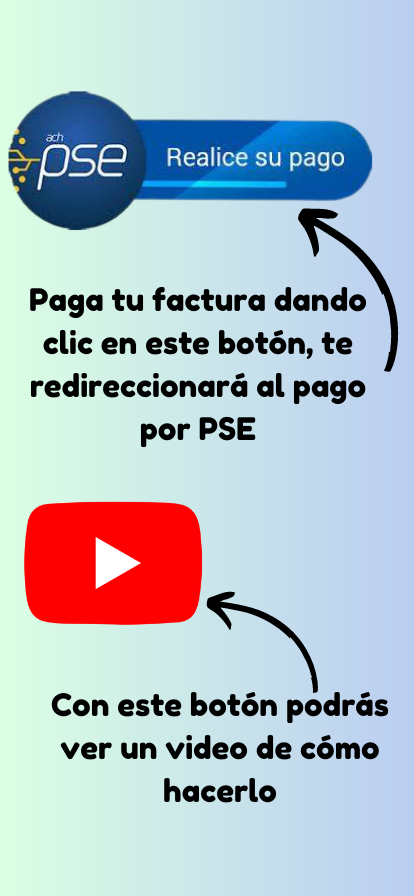 ach
pse
Realice su pago
Paga tu factura dando
clic en este botón, te
redireccionará al pago
por PSE
Con este botón podrás
ver un video de cómo
hacerlo